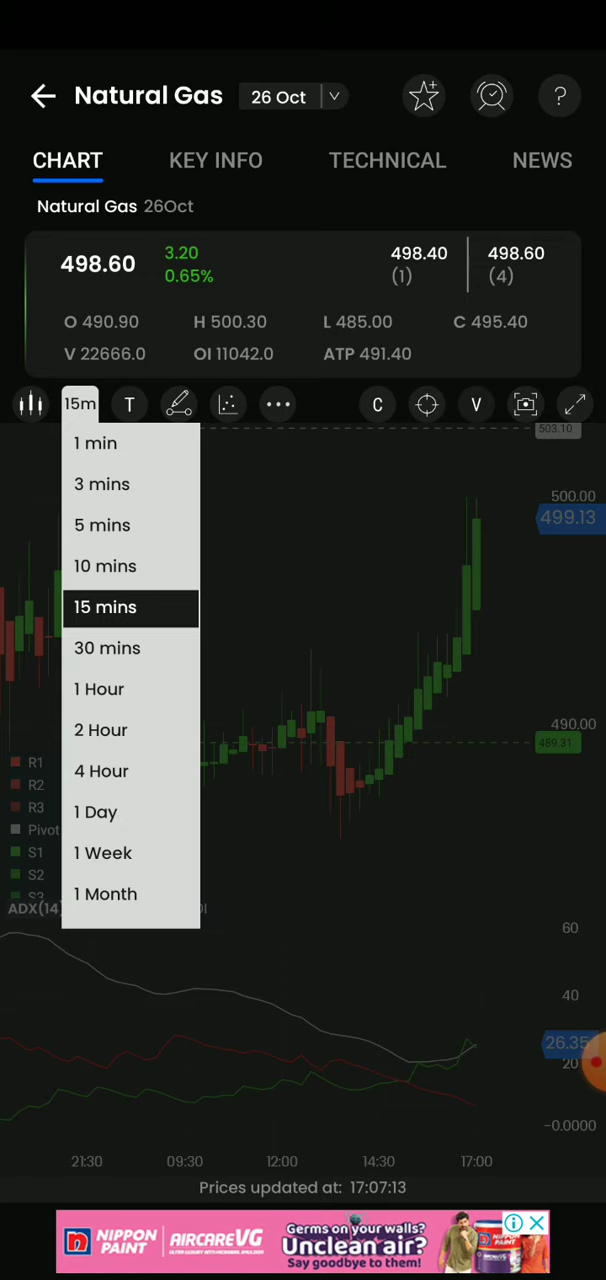 Natural Gas 26 Oct ?
CHART KEY INFO TECHNICAL NEWS
Natural Gas 26Oct
498.60 3.20 498.40 498.60
0.65% (1) (4)
O 490.90 H 500.30 L 485.00 C 495.40
V 22666.0 OI 11042.0 ATP 491.40
15m T C V
1 min
503.10
3 mins
500.00
499.13
5 mins
10 mins
15 mins
30 mins
1 Hour
2 Hour
490.00
489.31
R1
4 Hour
R2
R3
1 Day
Pivot
S1
1 Week
S2
S3
1 Month
ADX(14) DI
60
40
26.35
20
-0.0000
21:30 09:30 12:00 14:30 17:00
Prices updated at: 17:07:13
NIPPON PAINT
AIRCAREVG
Germs on your walls?
Unclean air?
Say goodbye to them!